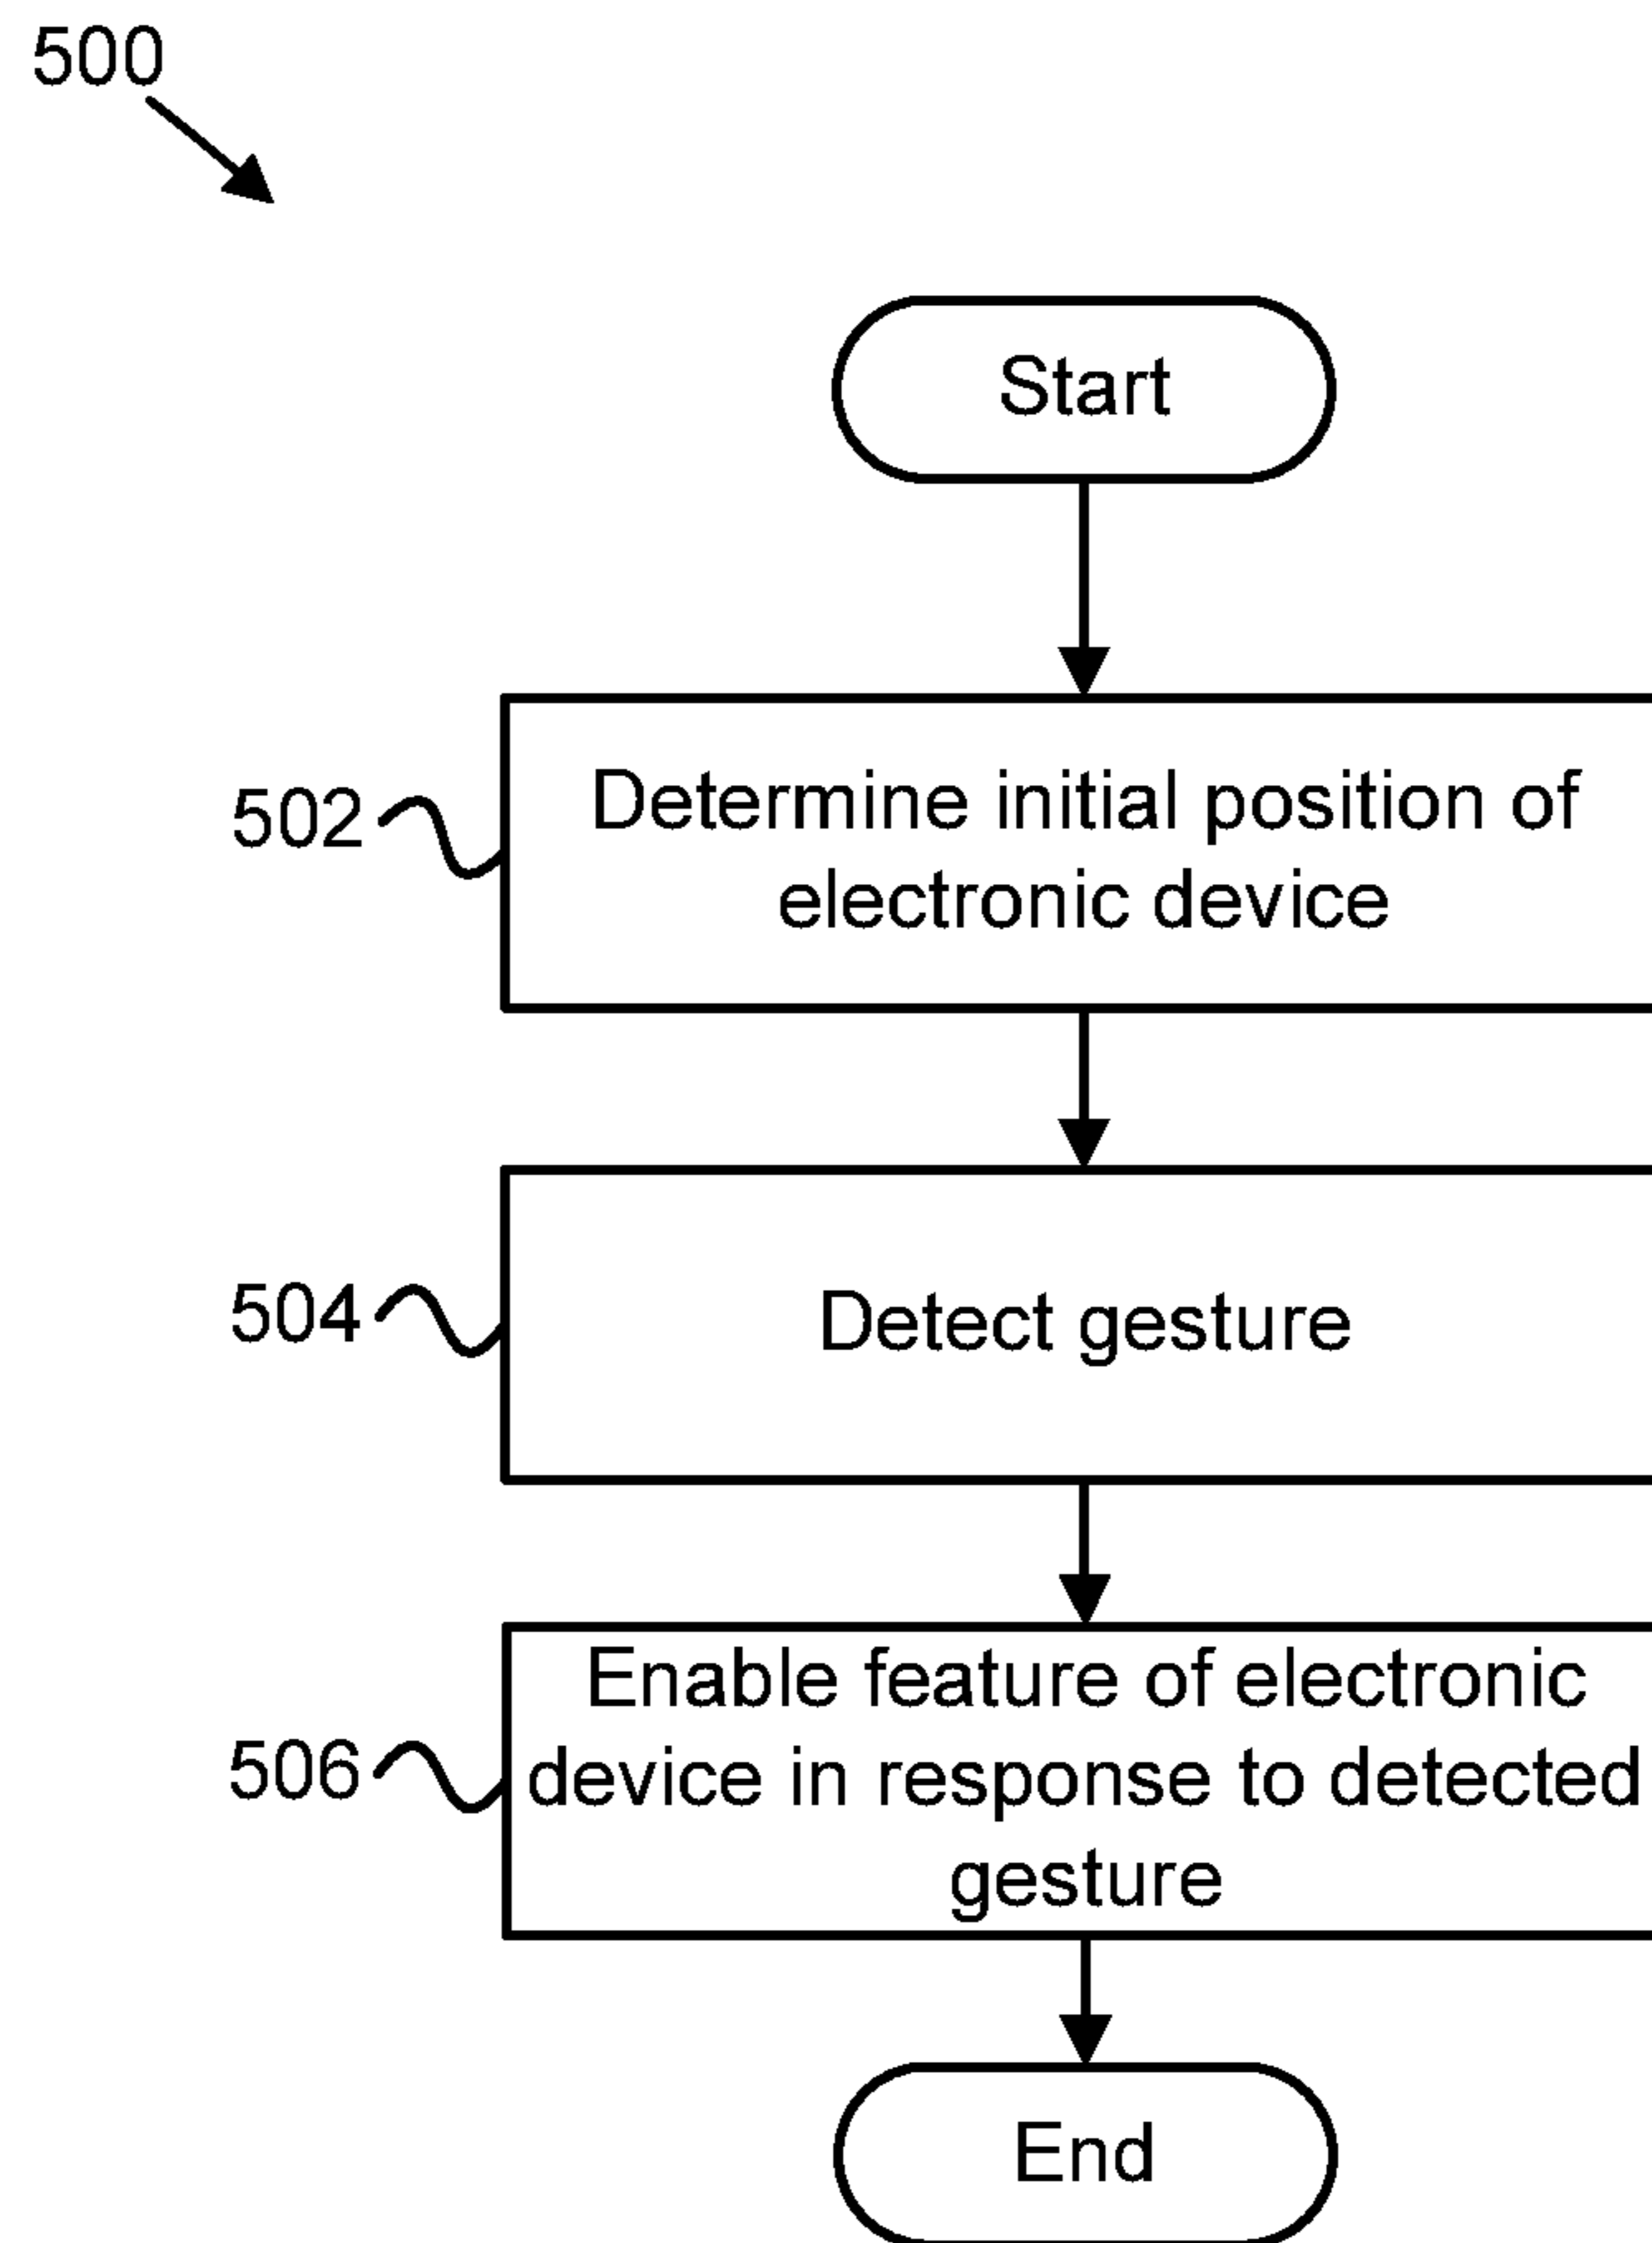 500
Start
502
Determine initial position of
electronic device
504
Detect gesture
506
Enable feature of electronic
device in response to detected
gesture
End